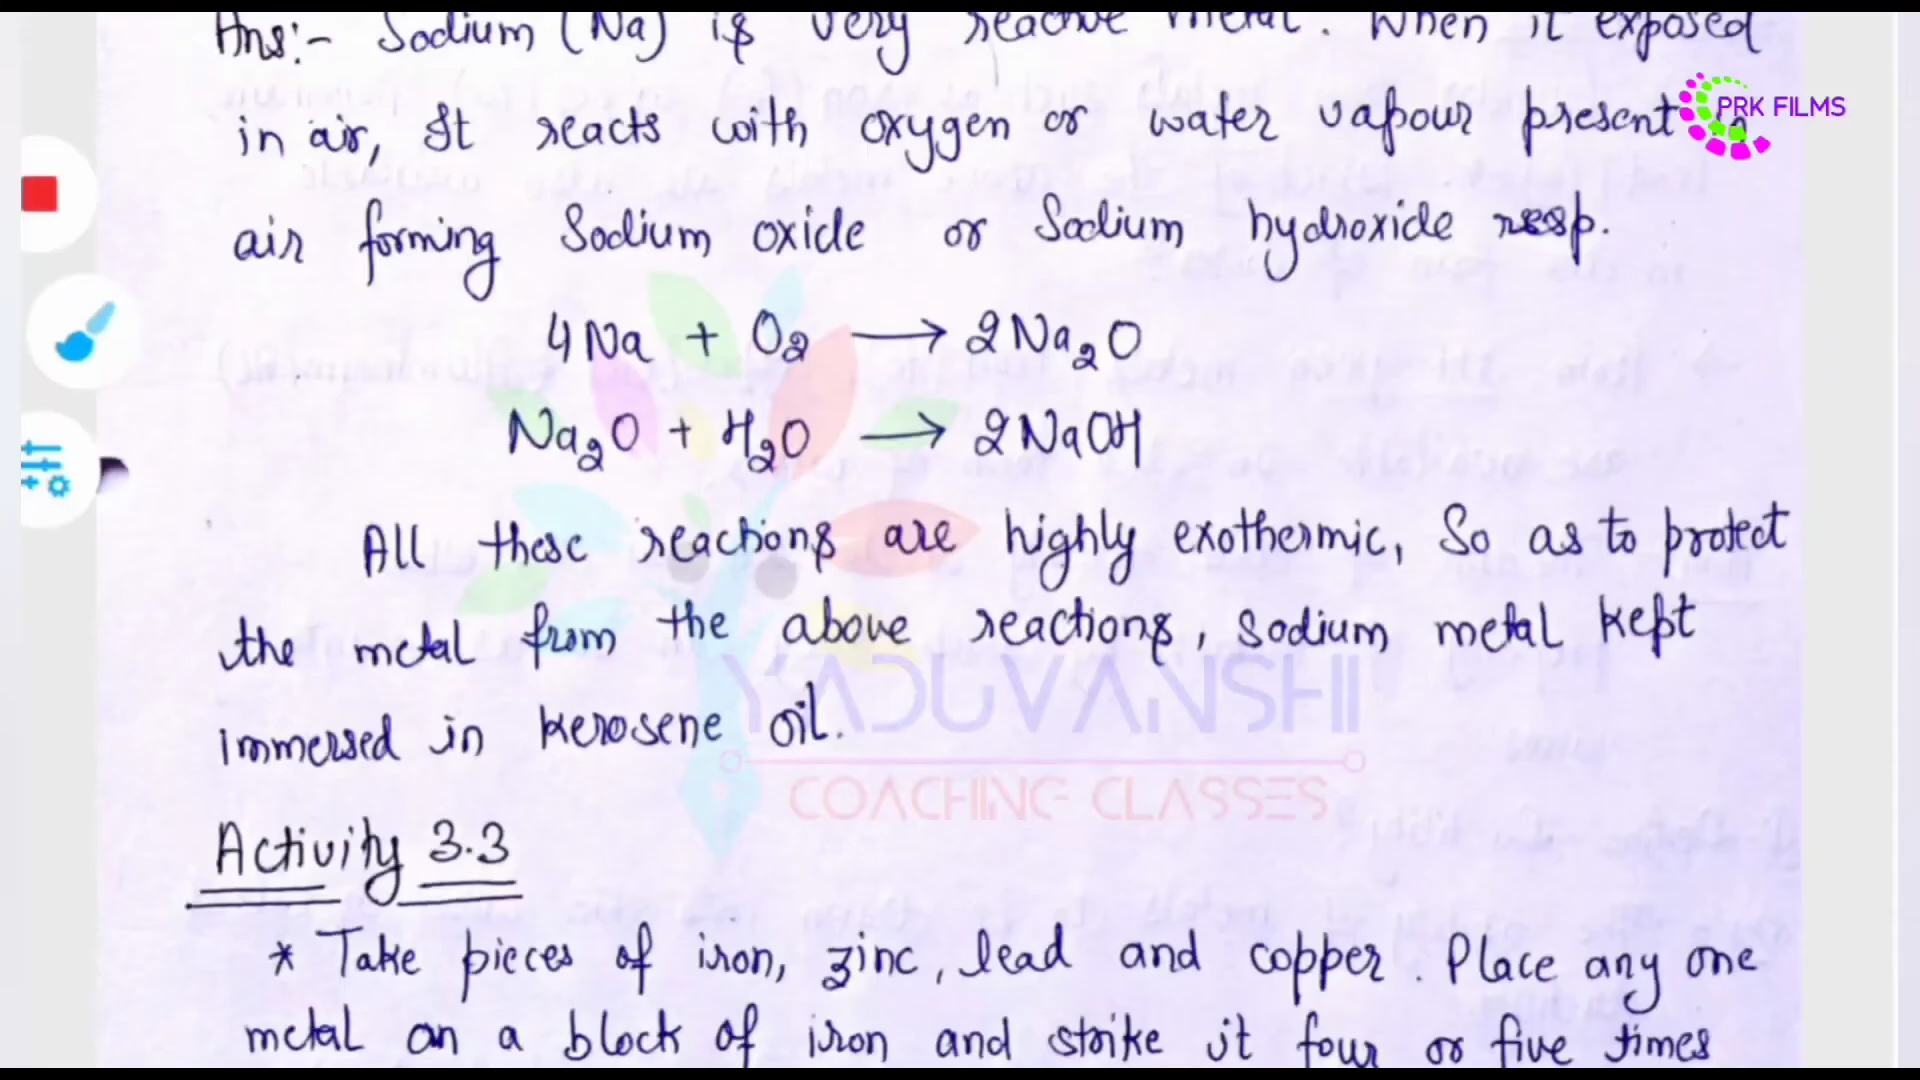 Ans:- Sodium (Na) is very reactive metal. When it exposed
in air, It reacts with oxygen or water vapour present in
PRK FILMS
air forming Sodium oxide or Sodium hydroxide resp.
4Na + O₂ → 2Na₂O
Na₂O + H₂O → 2NaOH
All these reactions are highly exothermic, So as to protect
the metal from the above reactions, sodium metal kept
immersed in kerosene oil.
YADUVANSHI
COACHING CLASSES
Activity 3.3
* Take pieces of iron, zinc, lead and copper. Place any one
metal on a block of iron and strike it four or five times